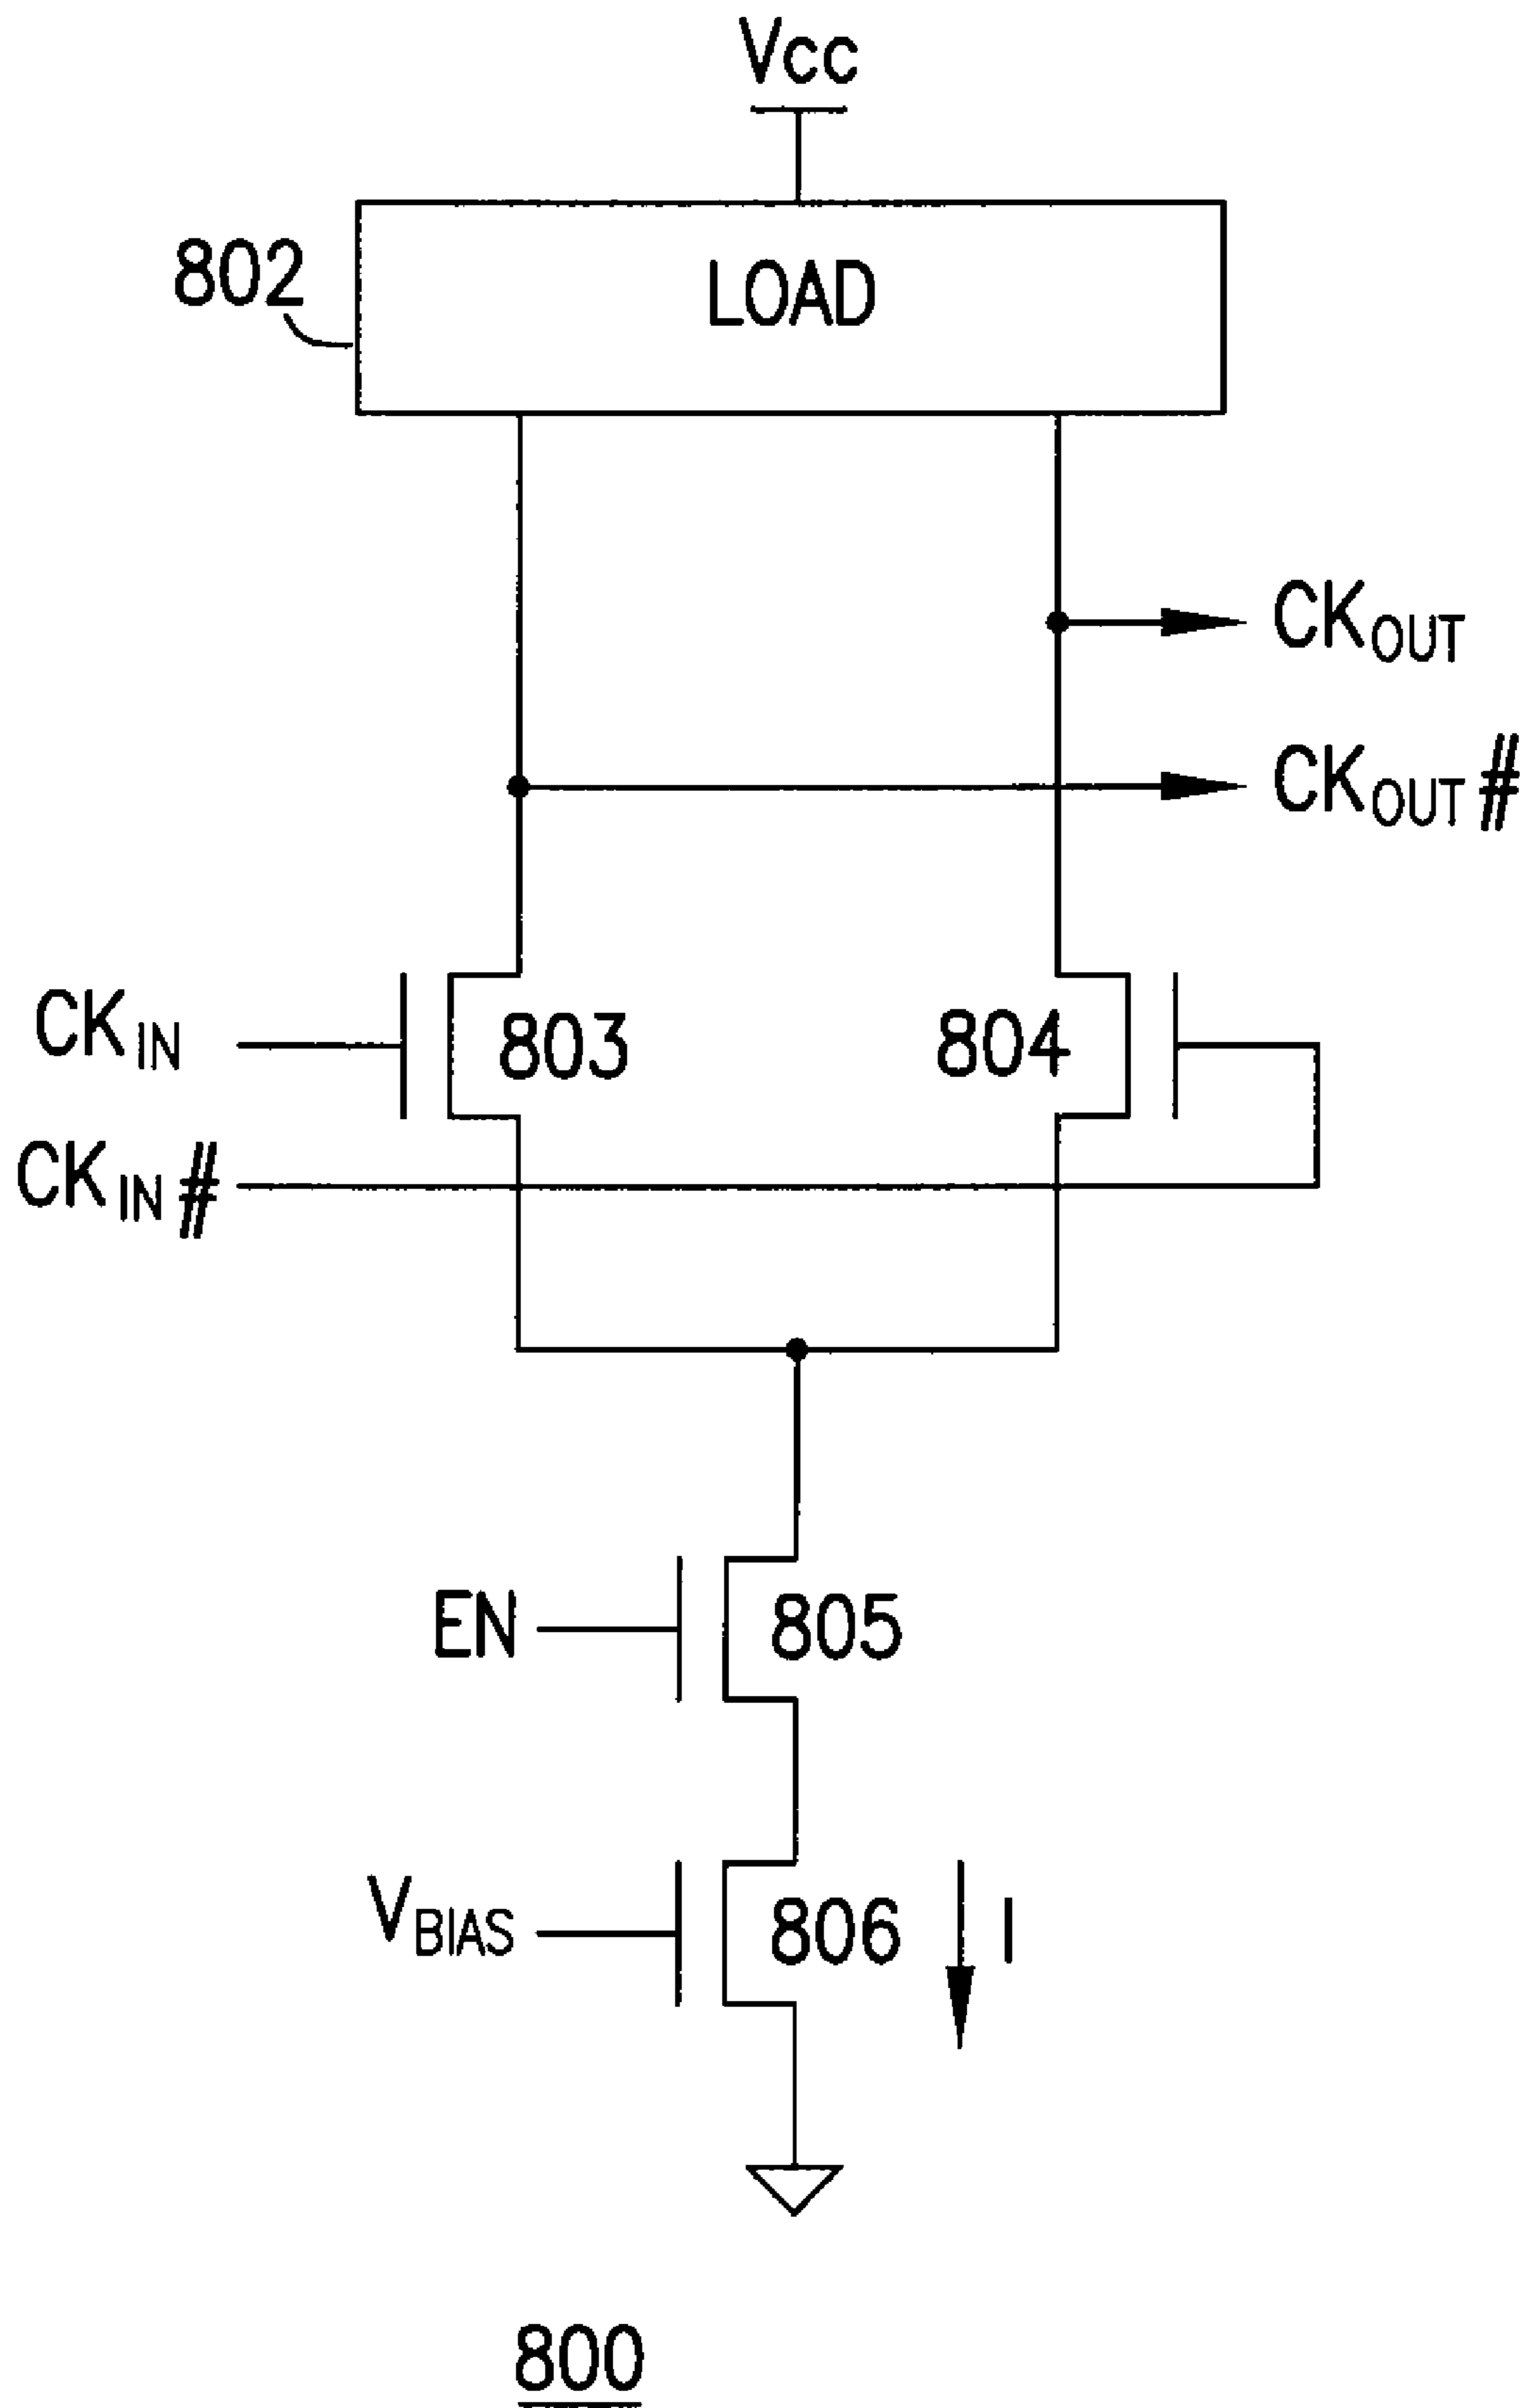 Vcc
802
LOAD
CKOUT
CKOUT#
CKIN
803
804
CKIN#
EN
805
VBIAS
806
I
800